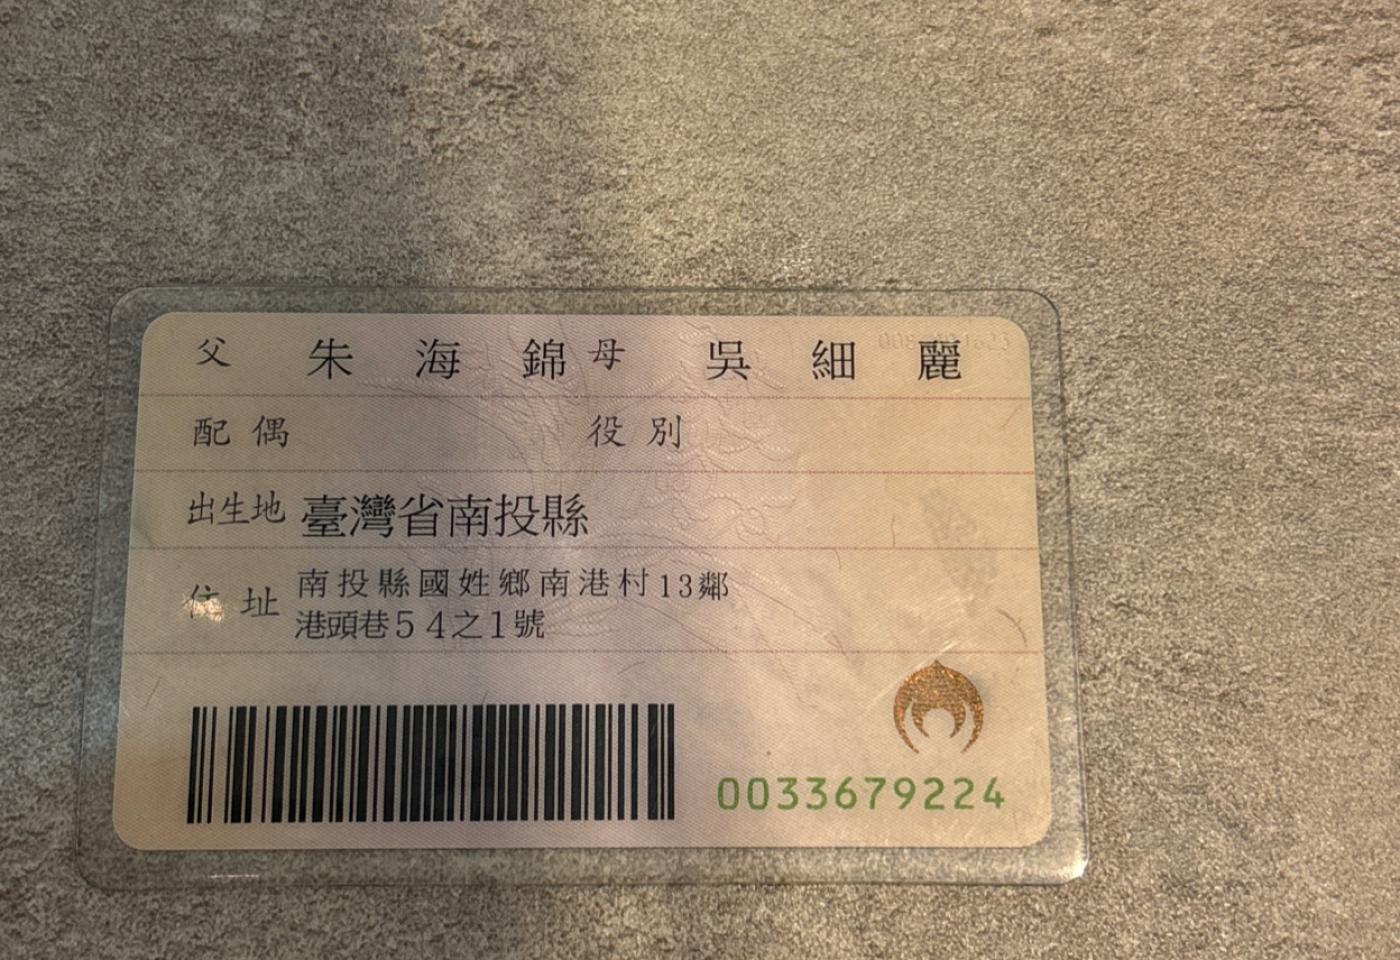 父 朱海錦 母 吳細麗
配偶 役別
出生地 臺灣省南投縣
住址 南投縣國姓鄉南港村13鄰
港頭巷54之1號
0033679224